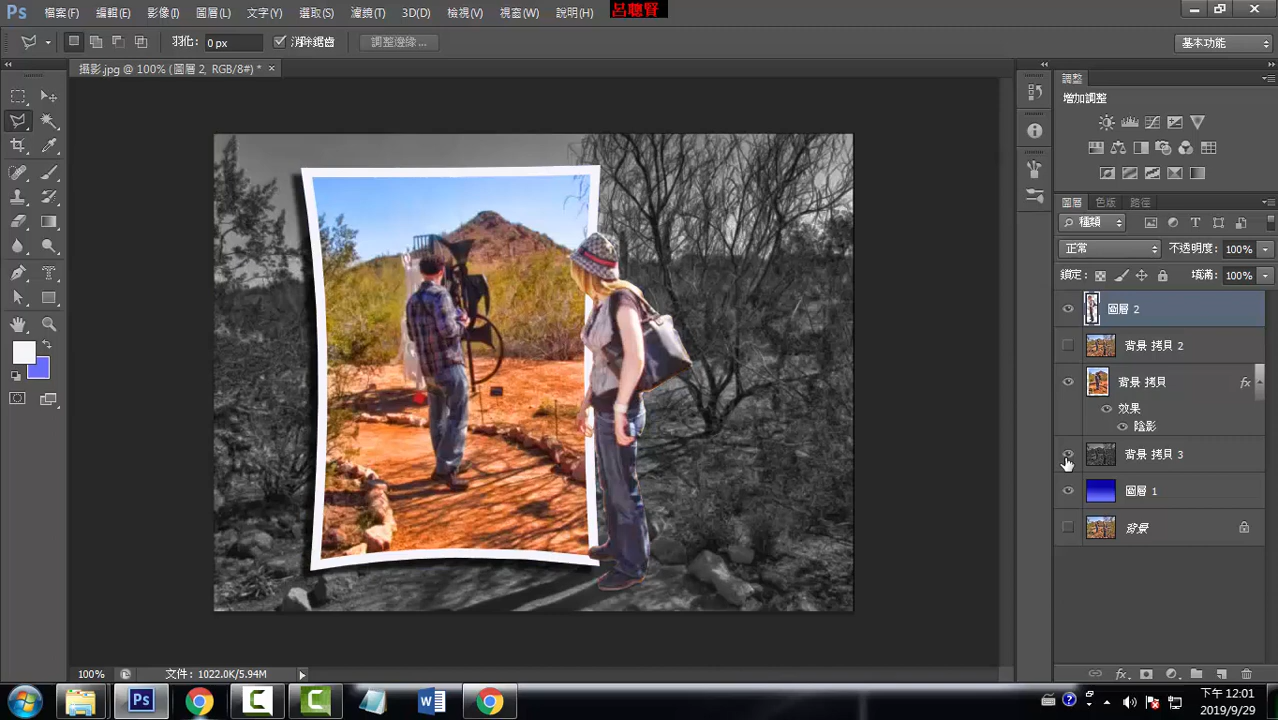 Ps 檔案(F) 編輯(E) 影像(I) 圖層(L) 文字(Y) 選取(S) 濾鏡(T) 3D(D) 檢視(V) 視窗(W) 說明(H) 呂聰賢
羽化: 0 px 消除鋸齒 調整邊緣... 基本功能
攝影.jpg @ 100% (圖層 2, RGB/8#) * ×
調整
增加調整
圖層 色版 路徑
種類
正常 不透明度: 100%
鎖定: 填滿: 100%
圖層 2
背景 拷貝 2
背景 拷貝 fx
效果
陰影
背景 拷貝 3
圖層 1
背景
100% 文件: 1022.0K/5.94M
fx
Ps
下午 12:01
2019/9/29